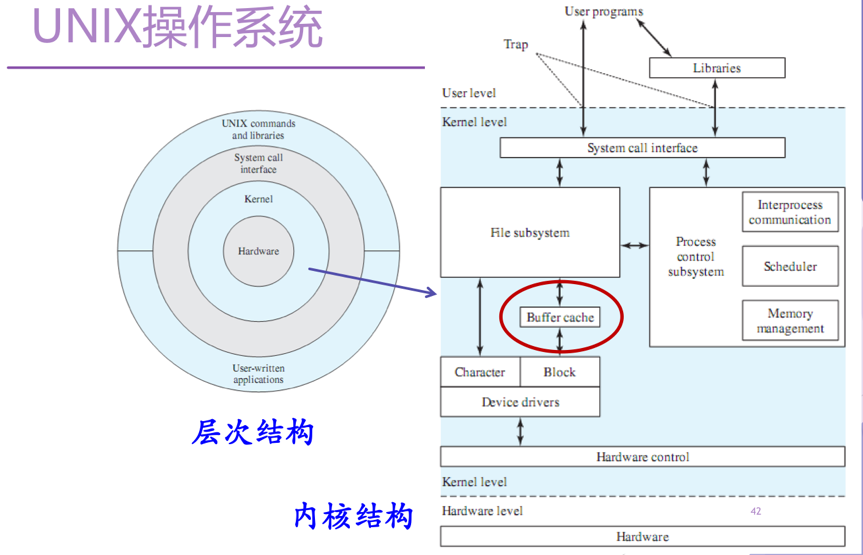 UNIX操作系统
UNIX commands
and libraries
System call
interface
Kernel
Hardware
User-written
applications
层次结构
User programs
Trap
Libraries
User level
Kernel level
System call interface
File subsystem
Process
control
subsystem
Interprocess
communication
Scheduler
Memory
management
Buffer cache
Character
Block
Device drivers
Hardware control
Kernel level
Hardware level
Hardware
内核结构
42